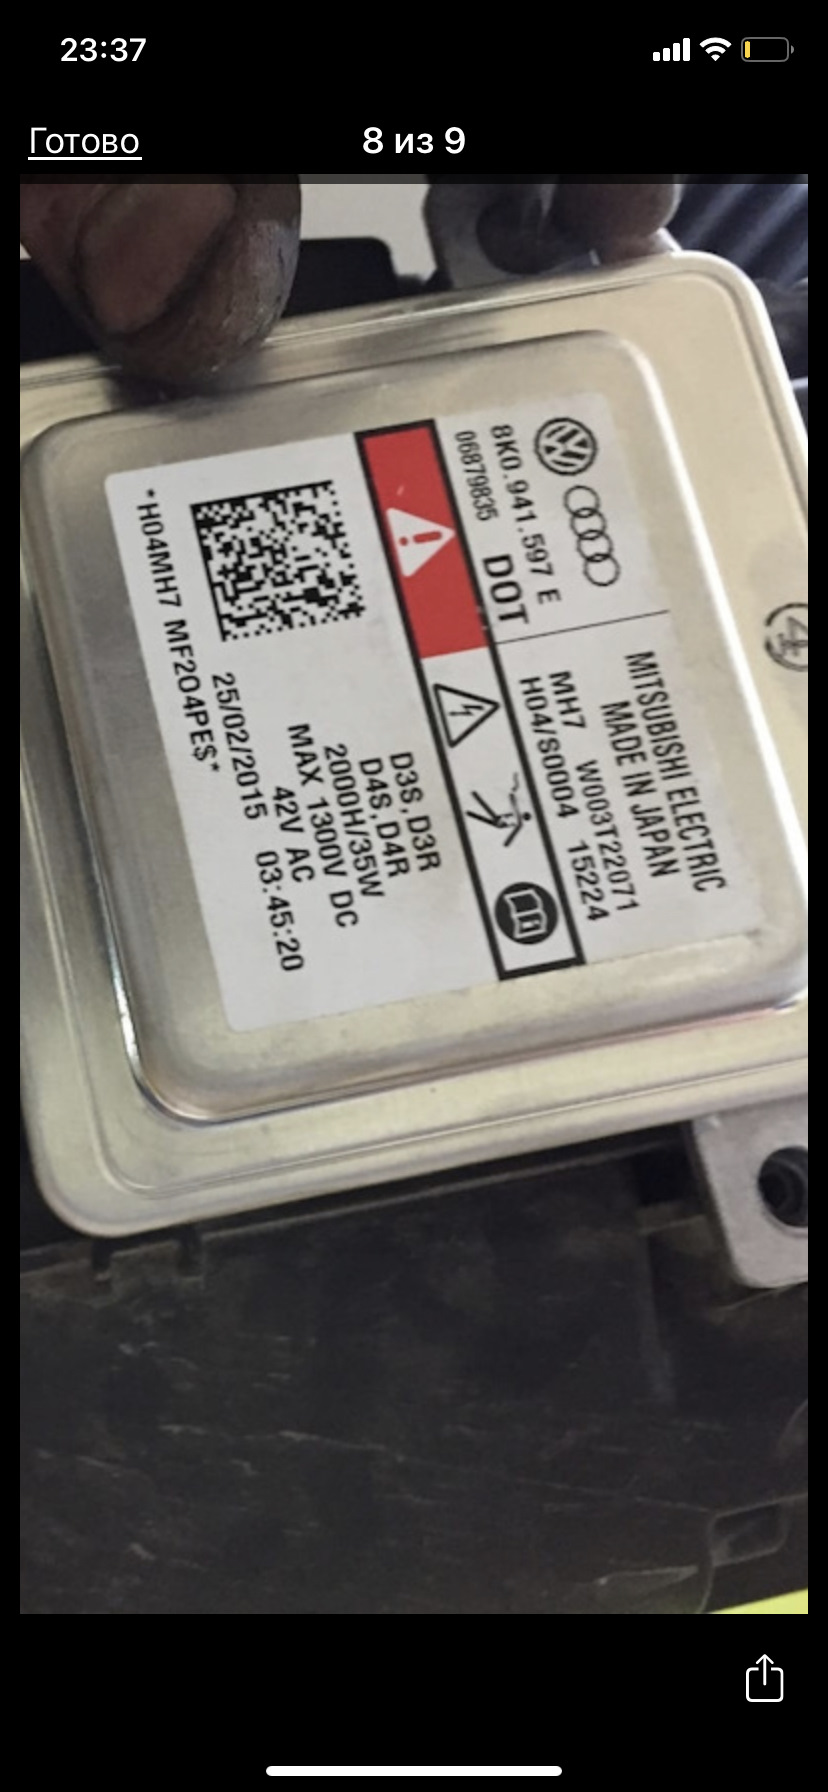 23:37
Готово
8 из 9
8K0.941.597 E
06879835 DOT
MITSUBISHI ELECTRIC
MADE IN JAPAN
MH7 W003T22071
H04/S0004 15224
D3S,D3R
D4S,D4R
2000H/35W
MAX 1300V DC
42V AC
25/02/2015 03:45:20
*H04MH7 MF204PE$*
4